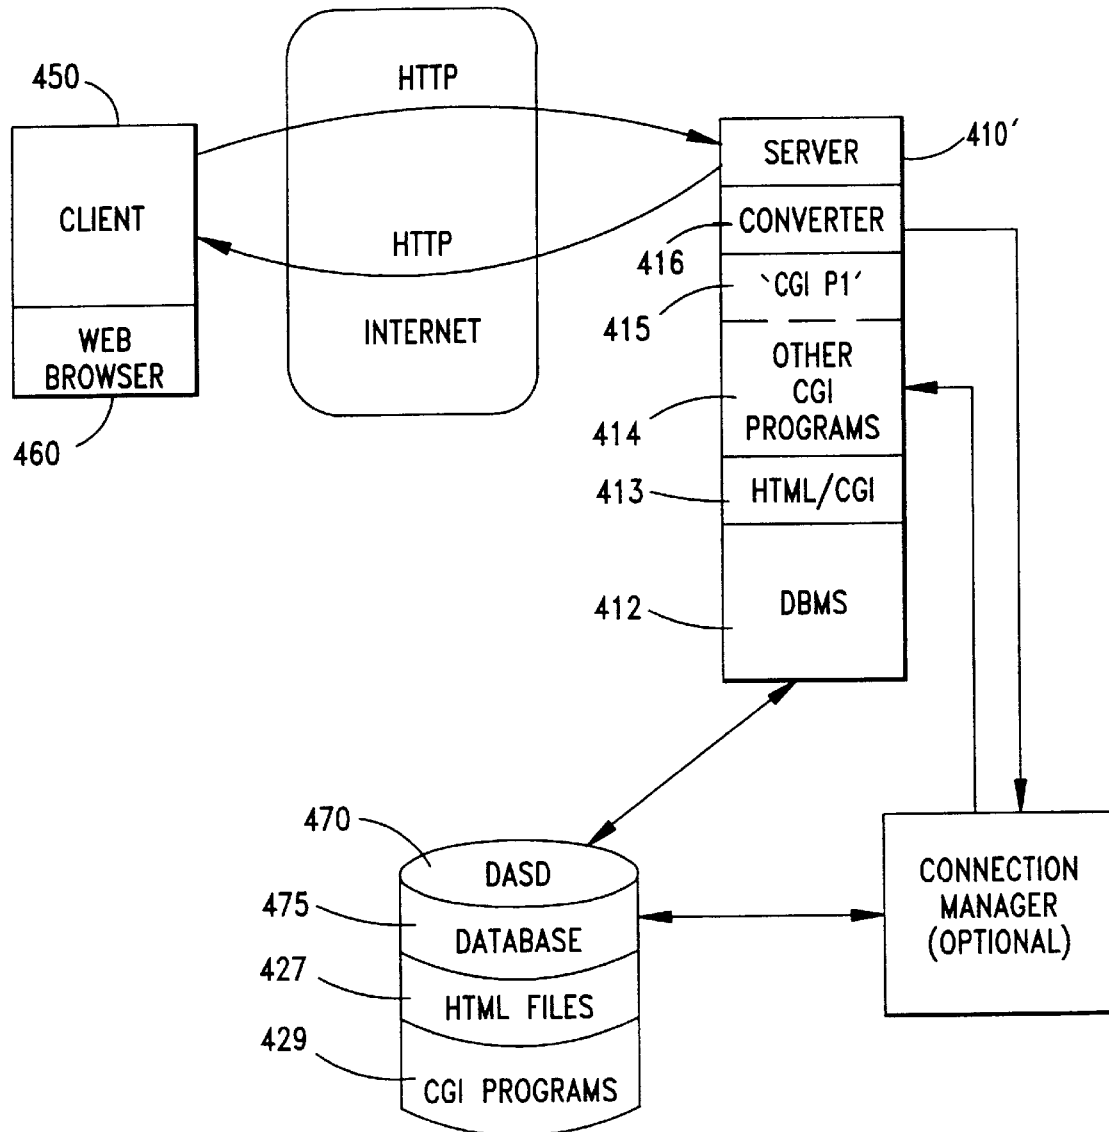 450
CLIENT
WEB
BROWSER
460
HTTP
HTTP
INTERNET
SERVER
410′
CONVERTER
416
`CGI P1′
415
OTHER
CGI
PROGRAMS
414
HTML/CGI
413
DBMS
412
470
DASD
475
DATABASE
427
HTML FILES
429
CGI PROGRAMS
CONNECTION
MANAGER
(OPTIONAL)